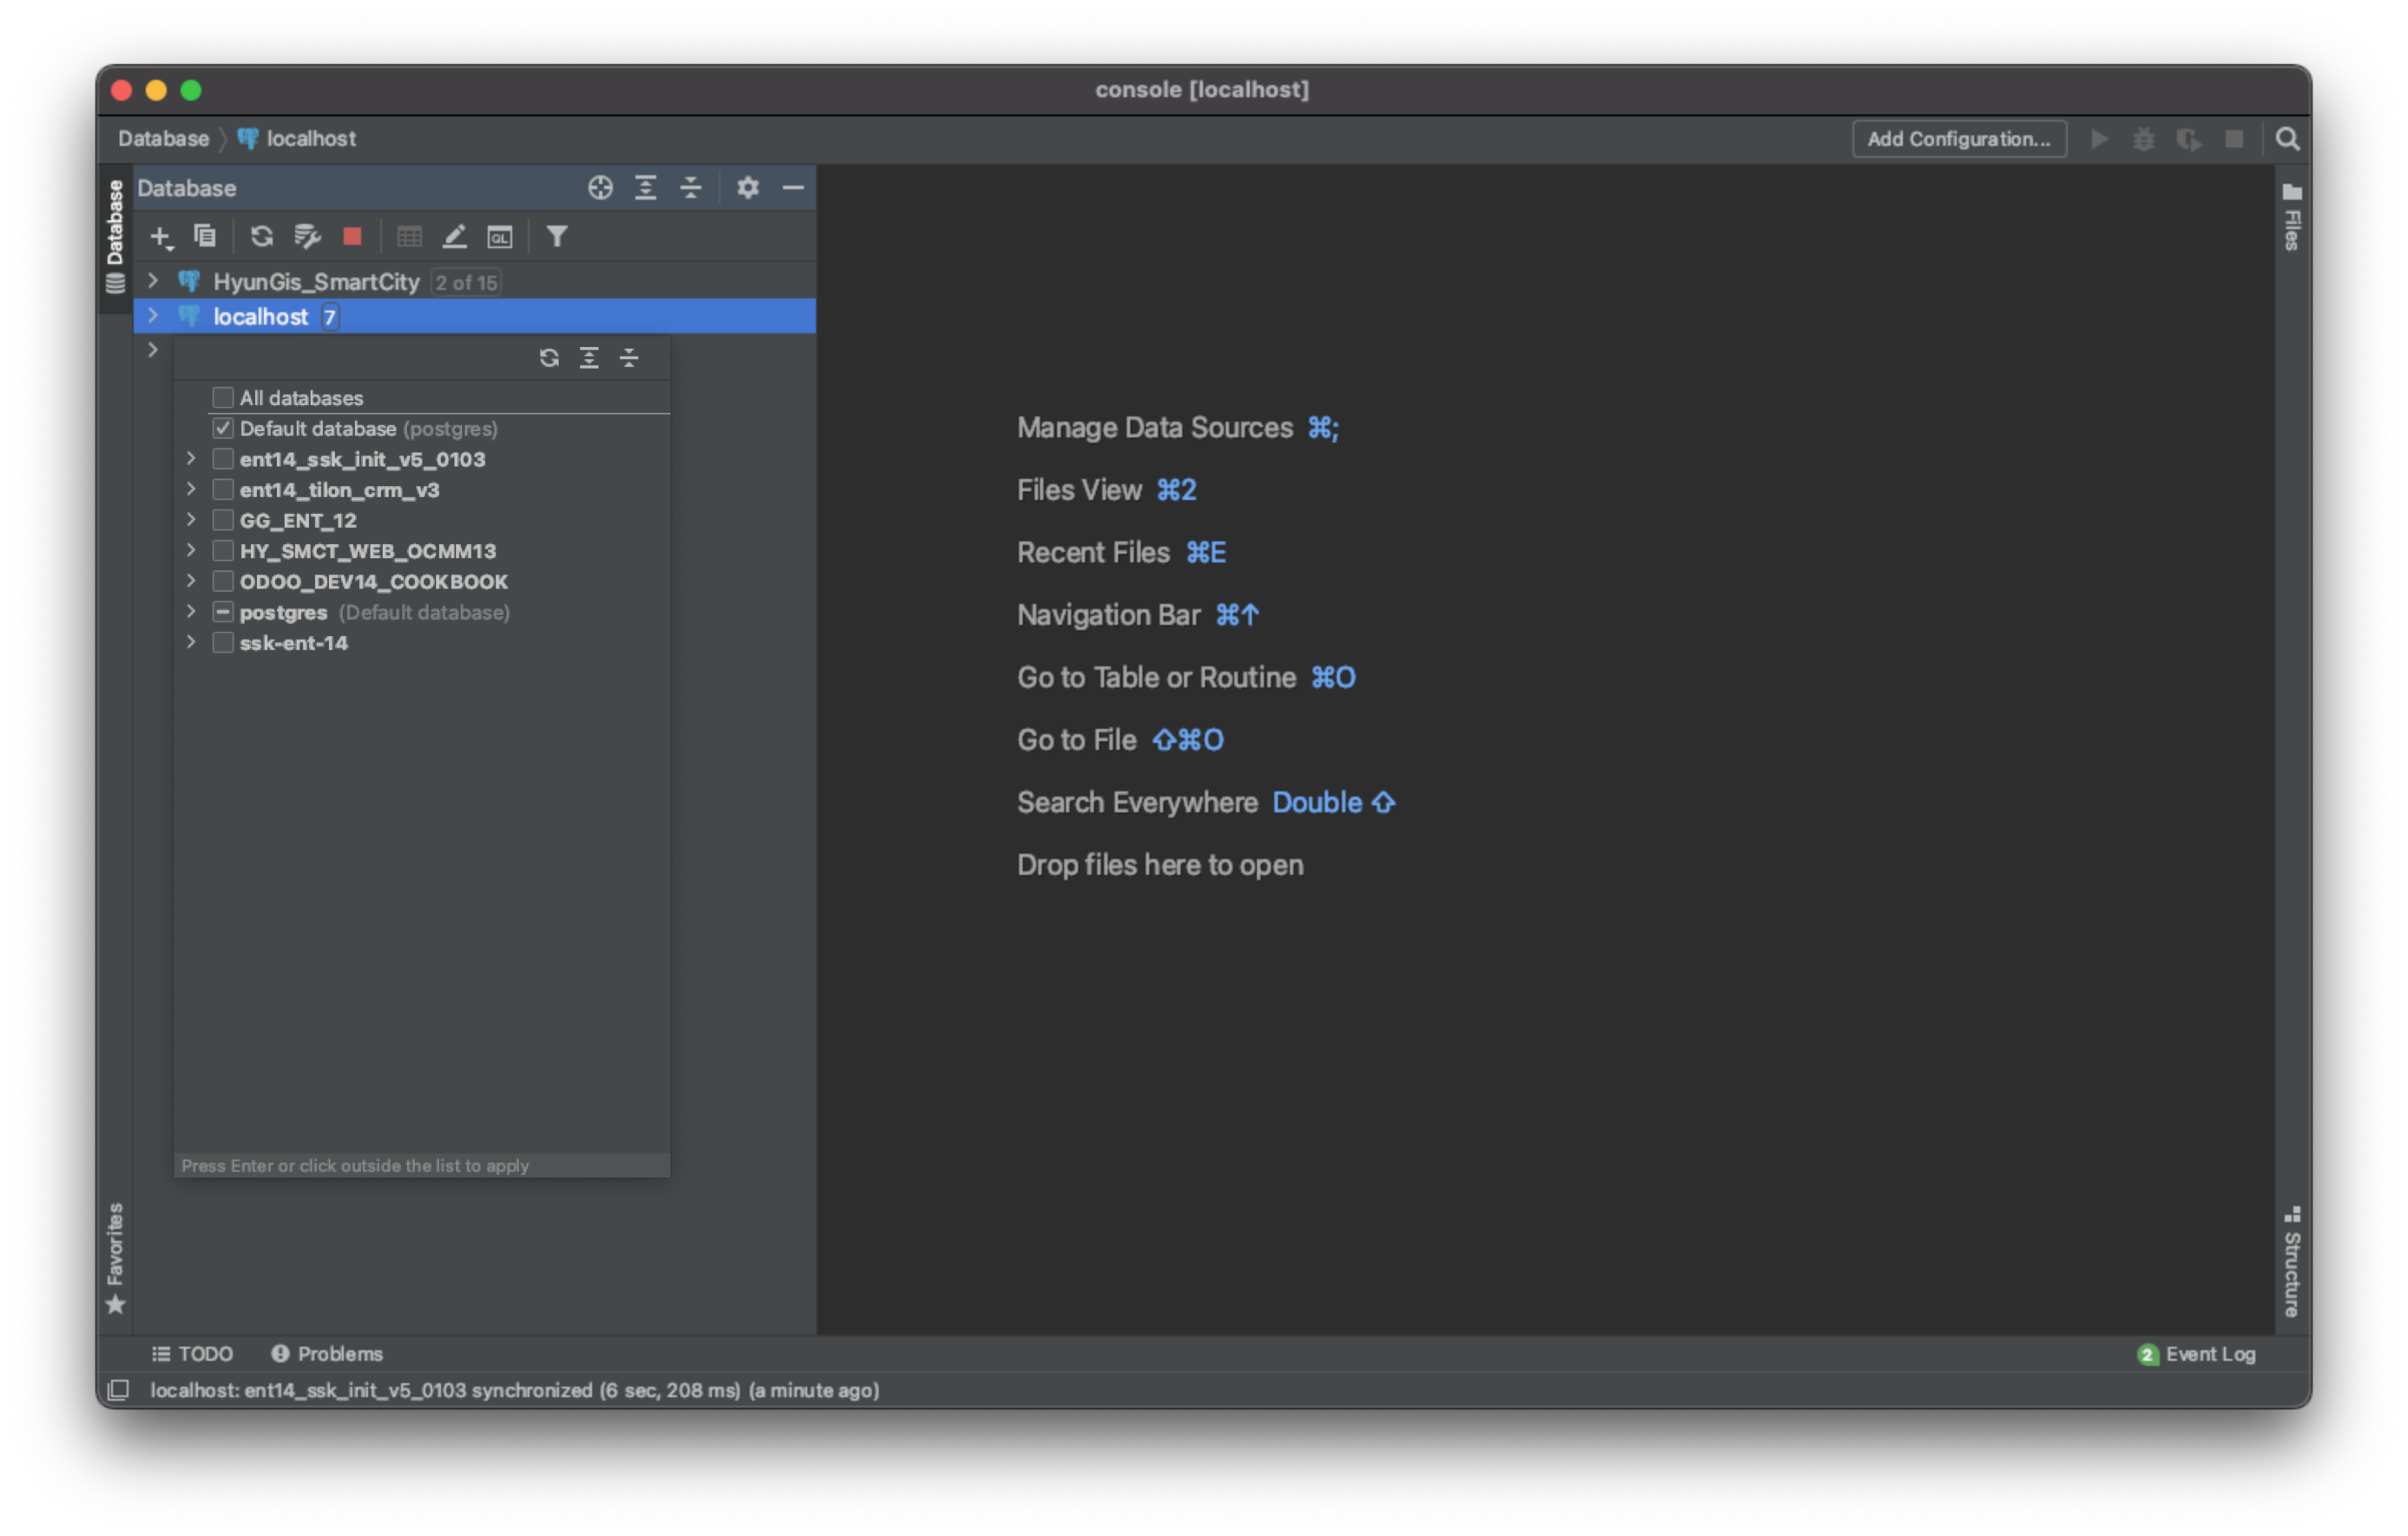 console [localhost]
Database localhost
Add Configuration...
Database
Database
Files
HyunGis_SmartCity 2 of 15
localhost 7
All databases
Default database (postgres)
ent14_ssk_init_v5_0103
ent14_tilon_crm_v3
GG_ENT_12
HY_SMCT_WEB_OCMM13
ODOO_DEV14_COOKBOOK
postgres (Default database)
ssk-ent-14
Press Enter or click outside the list to apply
Manage Data Sources ⌘;
Files View ⌘2
Recent Files ⌘E
Navigation Bar ⌘↑
Go to Table or Routine ⌘O
Go to File ⇧⌘O
Search Everywhere Double ⇧
Drop files here to open
Favorites
Structure
TODO Problems
2 Event Log
localhost: ent14_ssk_init_v5_0103 synchronized (6 sec, 208 ms) (a minute ago)